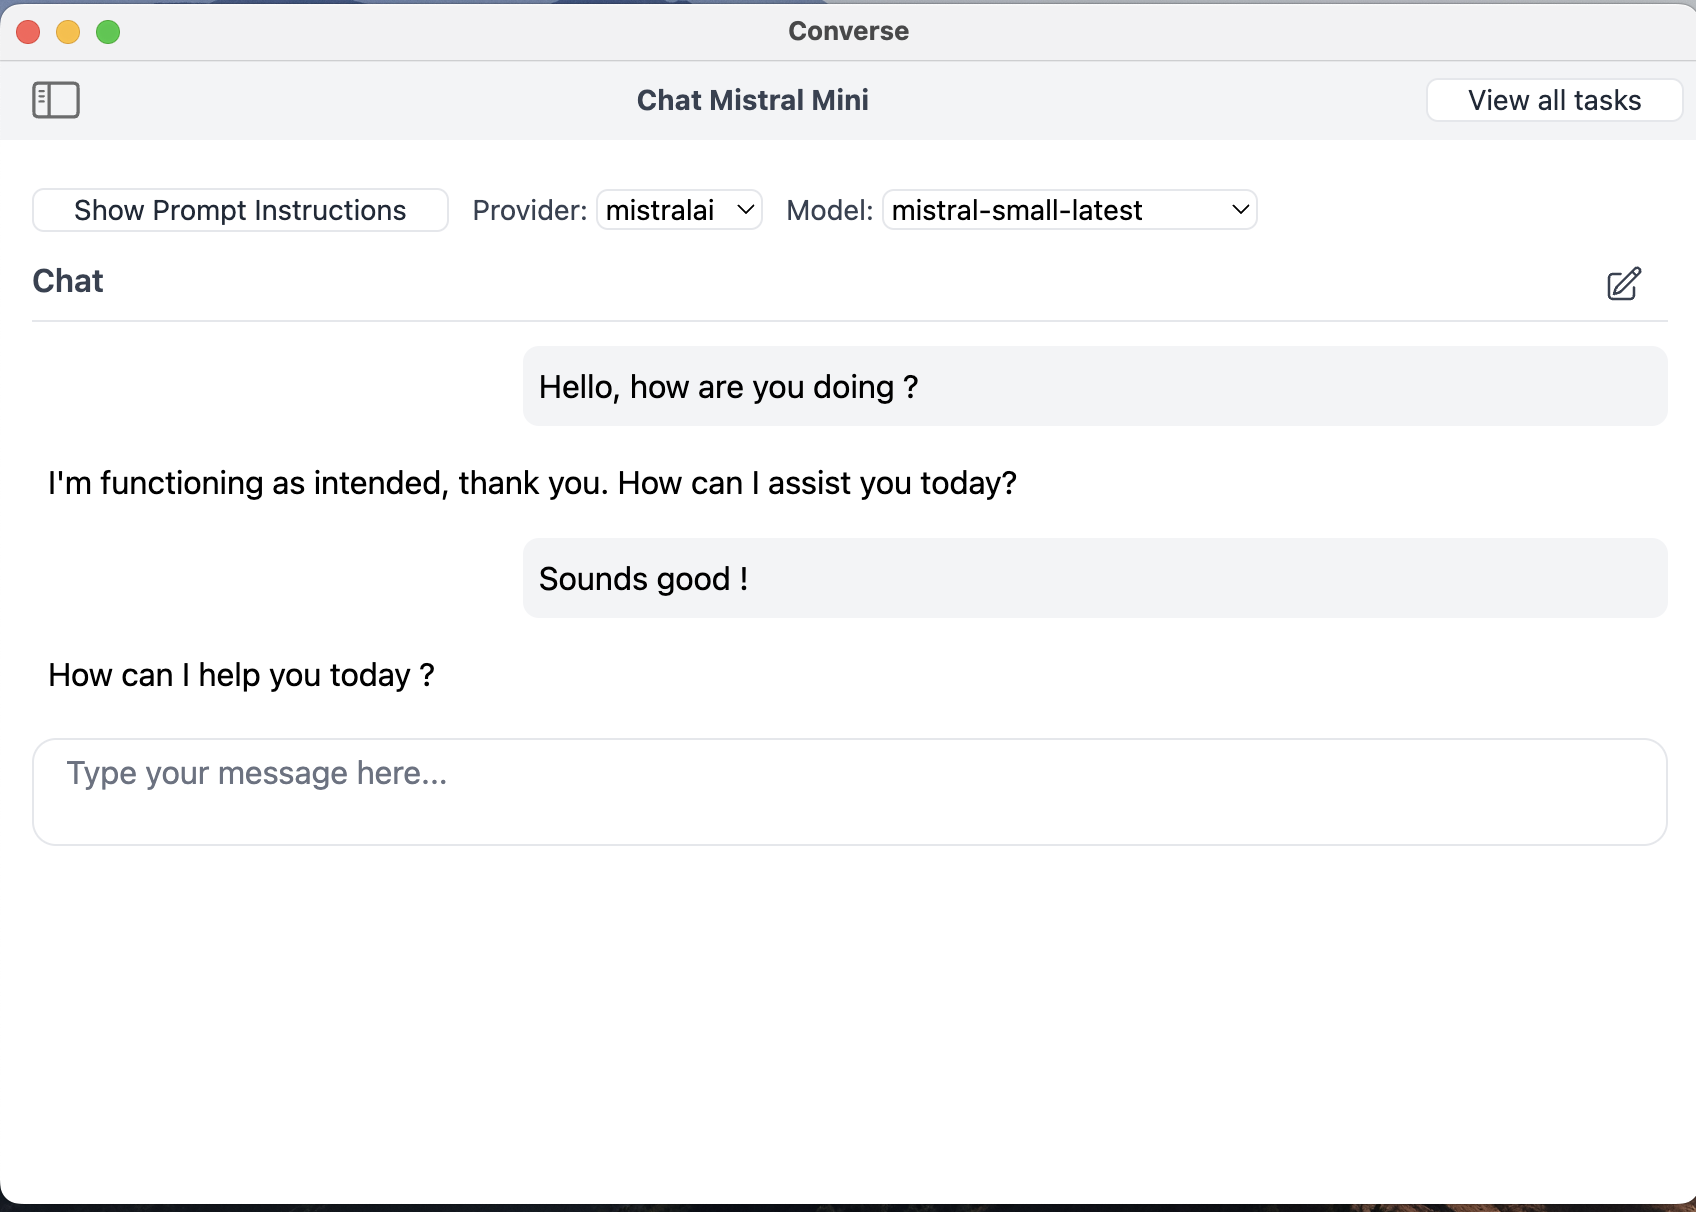 Converse
Chat Mistral Mini
View all tasks
Show Prompt Instructions Provider: mistralai Model: mistral-small-latest
Chat
Hello, how are you doing ?
I'm functioning as intended, thank you. How can I assist you today?
Sounds good !
How can I help you today ?
Type your message here...